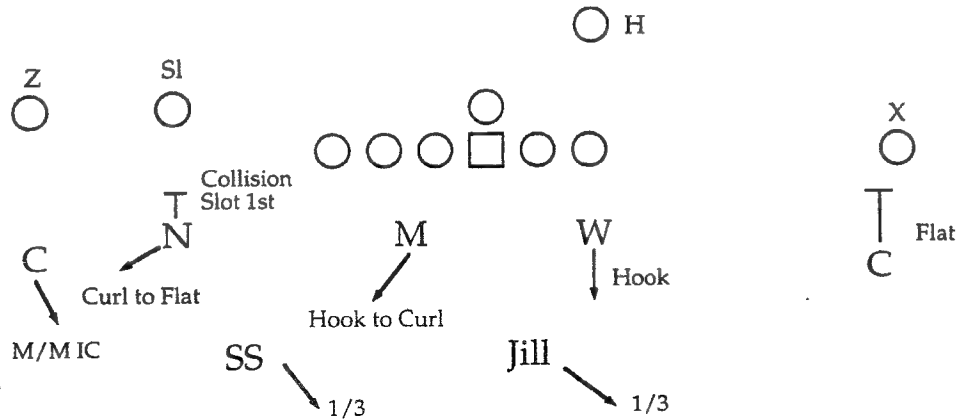 H
Z
Sl
X
Collision
Slot 1st
N
M
W
Flat
C
C
Hook
Curl to Flat
Hook to Curl
M/M IC
SS
Jill
1/3
1/3